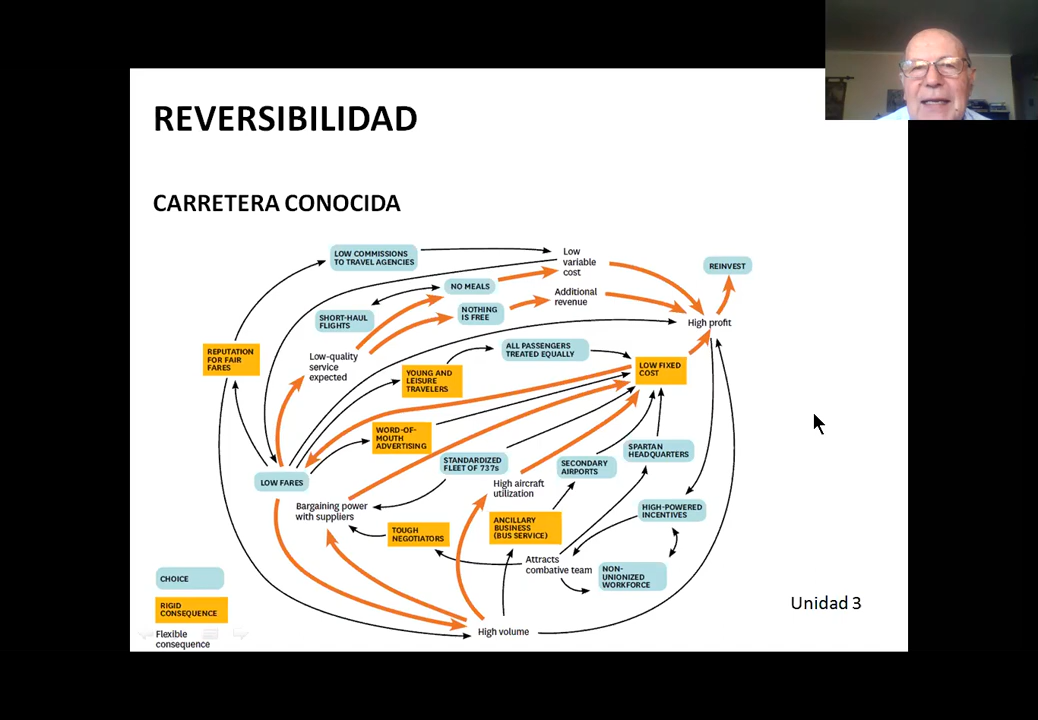 REVERSIBILIDAD
CARRETERA CONOCIDA
LOW COMMISSIONS
TO TRAVEL AGENCIES
Low
variable
cost
REINVEST
NO MEALS
Additional
revenue
SHORT-HAUL
FLIGHTS
NOTHING
IS FREE
High profit
REPUTATION
FOR FAIR
FARES
Low-quality
service
expected
ALL PASSENGERS
TREATED EQUALLY
YOUNG AND
LEISURE
TRAVELERS
LOW FIXED
COST
WORD-OF-
MOUTH
ADVERTISING
STANDARDIZED
FLEET OF 737s
SECONDARY
AIRPORTS
SPARTAN
HEADQUARTERS
LOW FARES
High aircraft
utilization
Bargaining power
with suppliers
HIGH-POWERED
INCENTIVES
TOUGH
NEGOTIATORS
ANCILLARY
BUSINESS
(BUS SERVICE)
Attracts
combative team
NON-
UNIONIZED
WORKFORCE
CHOICE
RIGID
CONSEQUENCE
Flexible
consequence
High volume
Unidad 3